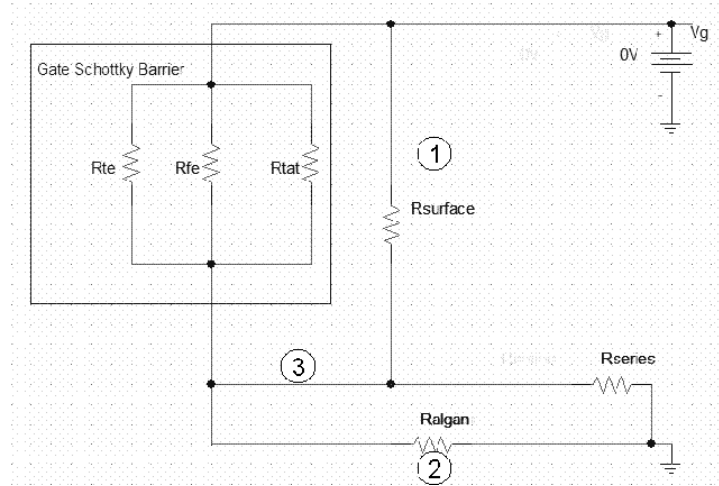 + Vg
0V
-
Gate Schottky Barrier
Rte Rfe Rtat
1
Rsurface
3
Rseries
Ralgan
2